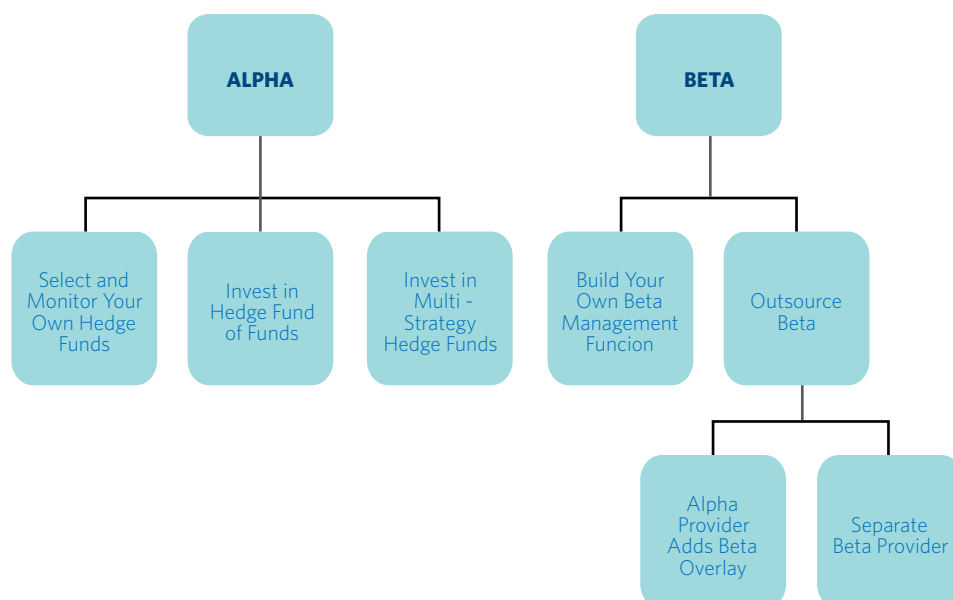 ALPHA
BETA
Select and
Monitor Your
Own Hedge
Funds
Invest in
Hedge Fund
of Funds
Invest in
Multi -
Strategy
Hedge Funds
Build Your
Own Beta
Management
Funcion
Outsource
Beta
Alpha
Provider
Adds Beta
Overlay
Separate
Beta Provider